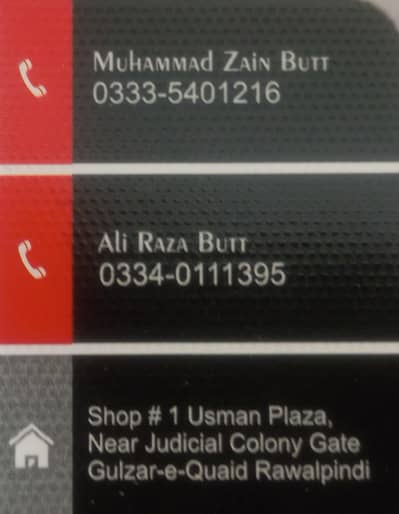 Muhammad Zain Butt
0333-5401216
Ali Raza Butt
0334-0111395
Shop # 1 Usman Plaza,
Near Judicial Colony Gate
Gulzar-e-Quaid Rawalpindi